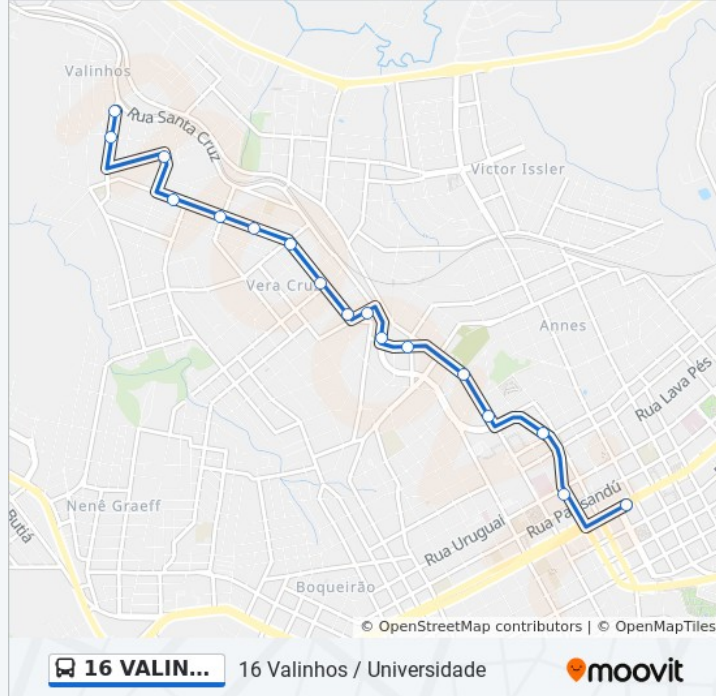 Valinhos
Rua Santa Cruz
Victor Issler
Vera Cruz
Annes
Rua Lava Pés
Nenê Graeff
Butiá
Rua Paissandú
Rua Uruguai
Boqueirão
© OpenStreetMap contributors | © OpenMapTiles
16 VALIN...
16 Valinhos / Universidade
moovit